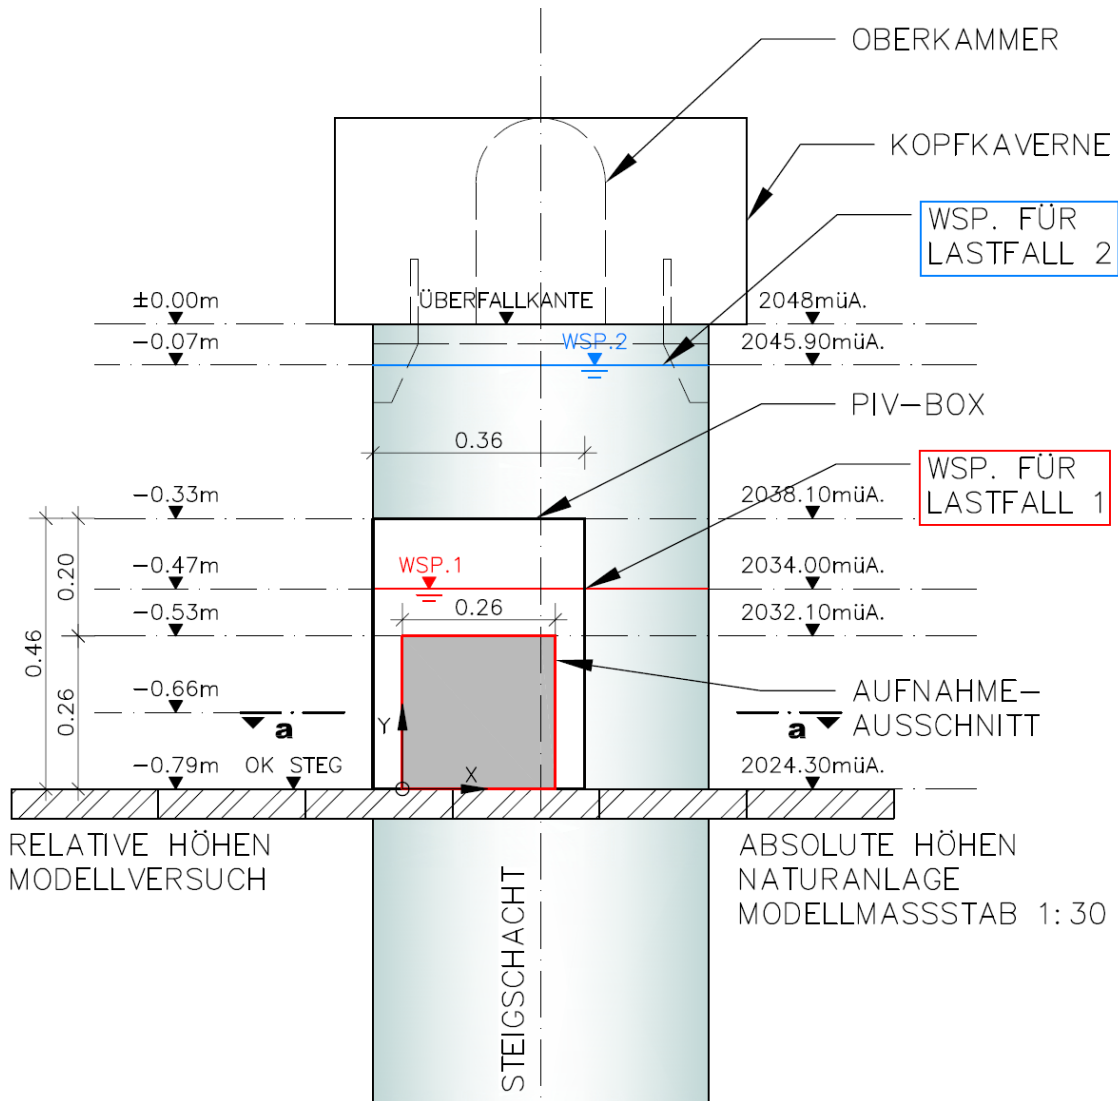 OBERKAMMER
KOPFKAVERNE
WSP. FÜR
LASTFALL 2
±0.00m
ÜBERFALLKANTE
2048müA.
-0.07m
WSP.2
2045.90müA.
PIV-BOX
0.36
WSP. FÜR
LASTFALL 1
-0.33m
2038.10müA.
0.20
-0.47m
WSP.1
2034.00müA.
0.26
-0.53m
2032.10müA.
0.46
0.26
-0.66m
a
Y
a
AUFNAHME-
AUSSCHNITT
-0.79m
OK STEG
X
2024.30müA.
RELATIVE HÖHEN
MODELLVERSUCH
ABSOLUTE HÖHEN
NATURANLAGE
MODELLMASSSTAB 1:30
STEIGSCHACHT